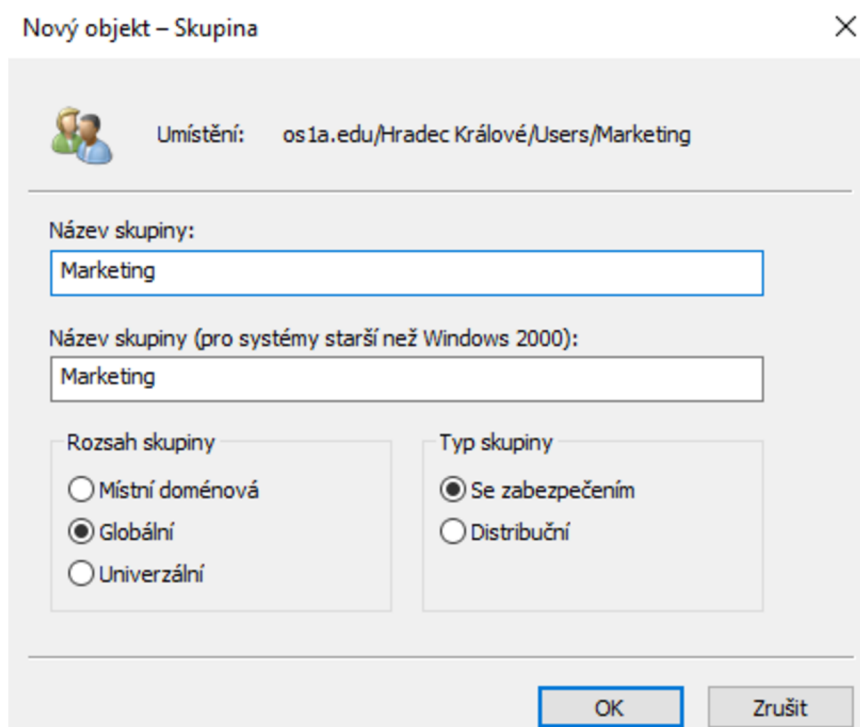 Nový objekt – Skupina
Umístění: os1a.edu/Hradec Králové/Users/Marketing
Název skupiny:
Marketing
Název skupiny (pro systémy starší než Windows 2000):
Marketing
Rozsah skupiny
Místní doménová
Globální
Univerzální
Typ skupiny
Se zabezpečením
Distribuční
OK Zrušit